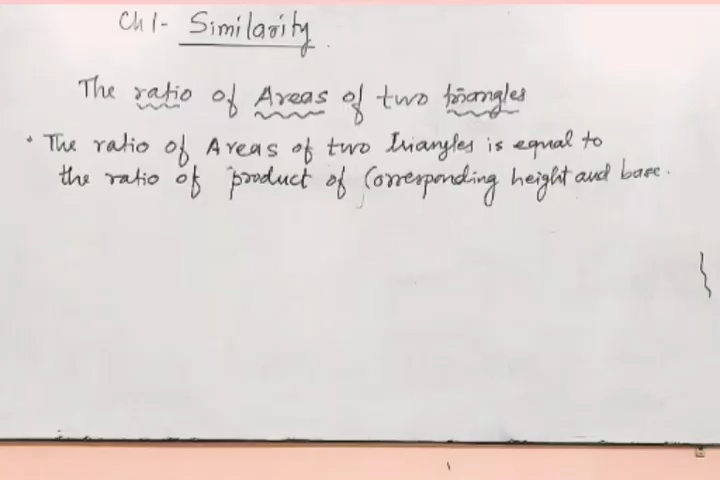 Ch 1- Similarity
The ratio of Areas of two triangles
• The ratio of Areas of two triangles is equal to
the ratio of product of Corresponding height and base.